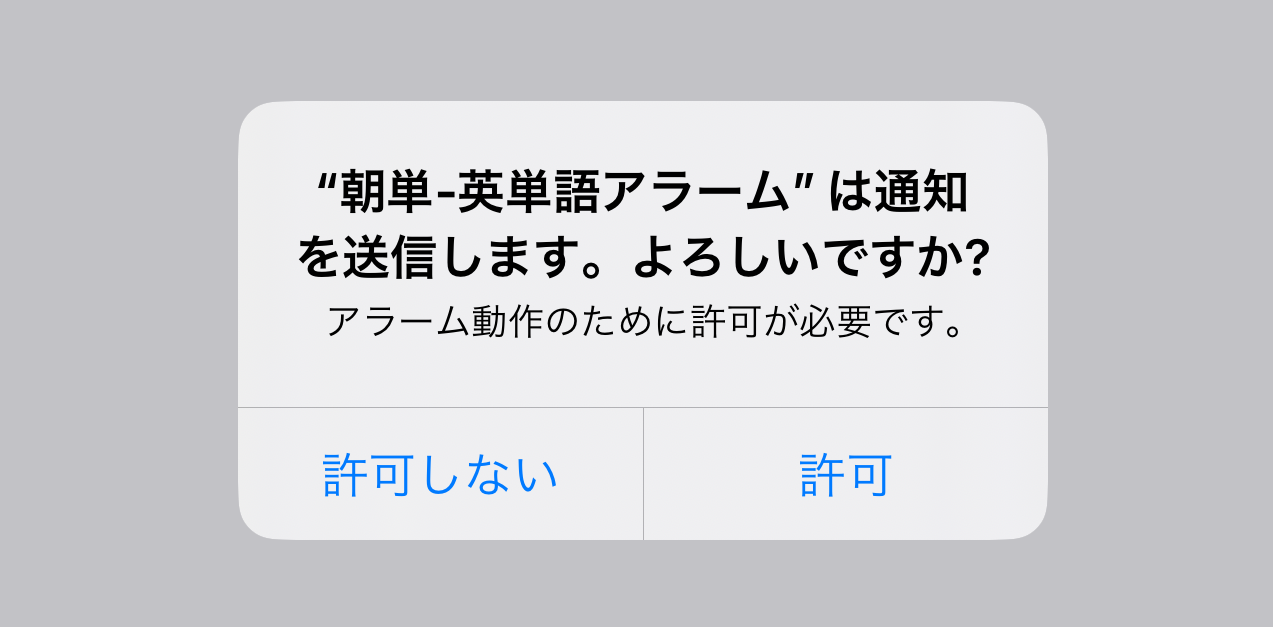 “朝単-英単語アラーム” は通知
を送信します。よろしいですか?
アラーム動作のために許可が必要です。
許可しない
許可